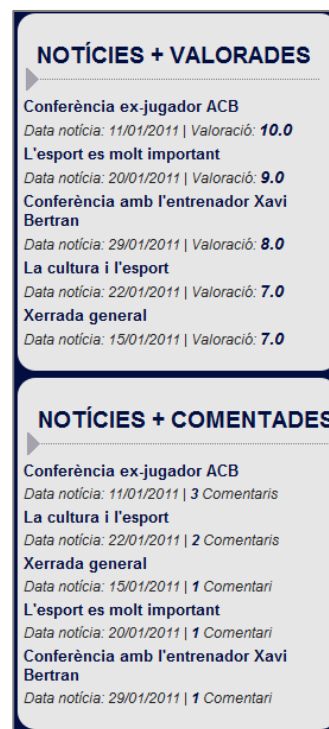 NOTÍCIES + VALORADES
Conferència ex-jugador ACB
Data notícia: 11/01/2011 | Valoració: 10.0
L'esport es molt important
Data notícia: 20/01/2011 | Valoració: 9.0
Conferència amb l'entrenador Xavi
Bertran
Data notícia: 29/01/2011 | Valoració: 8.0
La cultura i l'esport
Data notícia: 22/01/2011 | Valoració: 7.0
Xerrada general
Data notícia: 15/01/2011 | Valoració: 7.0
NOTÍCIES + COMENTADES
Conferència ex-jugador ACB
Data notícia: 11/01/2011 | 3 Comentaris
La cultura i l'esport
Data notícia: 22/01/2011 | 2 Comentaris
Xerrada general
Data notícia: 15/01/2011 | 1 Comentari
L'esport es molt important
Data notícia: 20/01/2011 | 1 Comentari
Conferència amb l'entrenador Xavi
Bertran
Data notícia: 29/01/2011 | 1 Comentari